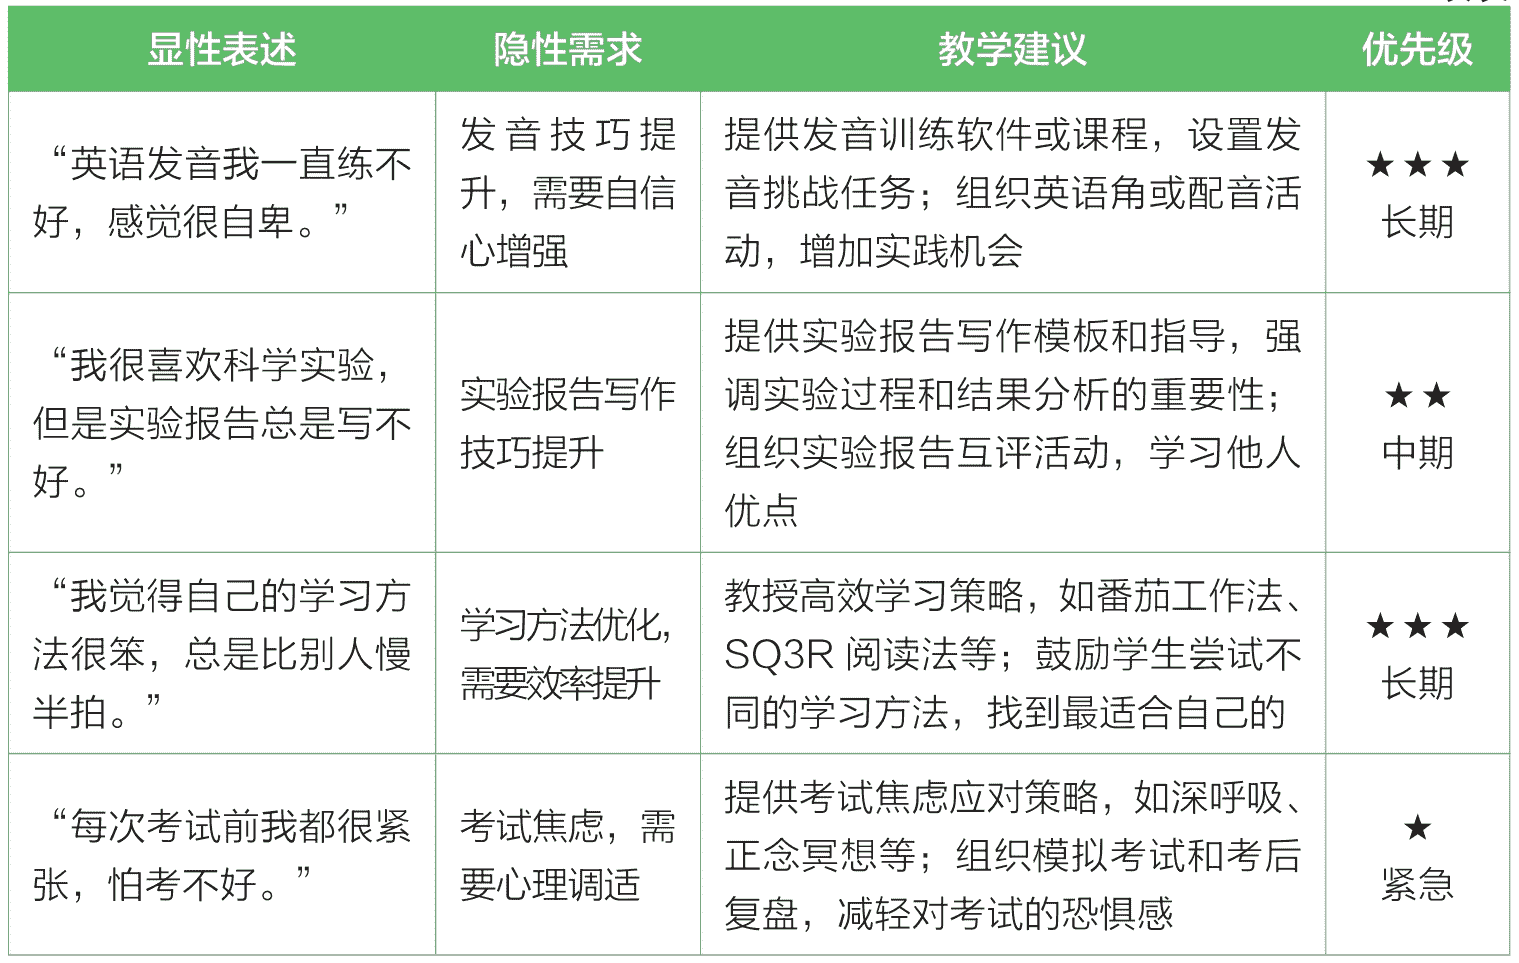 显性表述 隐性需求 教学建议 优先级
“英语发音我一直练不
好，感觉很自卑。”
发音技巧提
升，需要自信
心增强
提供发音训练软件或课程，设置发
音挑战任务；组织英语角或配音活
动，增加实践机会
★★★
长期
“我很喜欢科学实验，
但是实验报告总是写不
好。”
实验报告写作
技巧提升
提供实验报告写作模板和指导，强
调实验过程和结果分析的重要性；
组织实验报告互评活动，学习他人
优点
★★
中期
“我觉得自己的学习方
法很笨，总是比别人慢
半拍。”
学习方法优化，
需要效率提升
教授高效学习策略，如番茄工作法、
SQ3R 阅读法等；鼓励学生尝试不
同的学习方法，找到最适合自己的
★★★
长期
“每次考试前我都很紧
张，怕考不好。”
考试焦虑，需
要心理调适
提供考试焦虑应对策略，如深呼吸、
正念冥想等；组织模拟考试和考后
复盘，减轻对考试的恐惧感
★
紧急